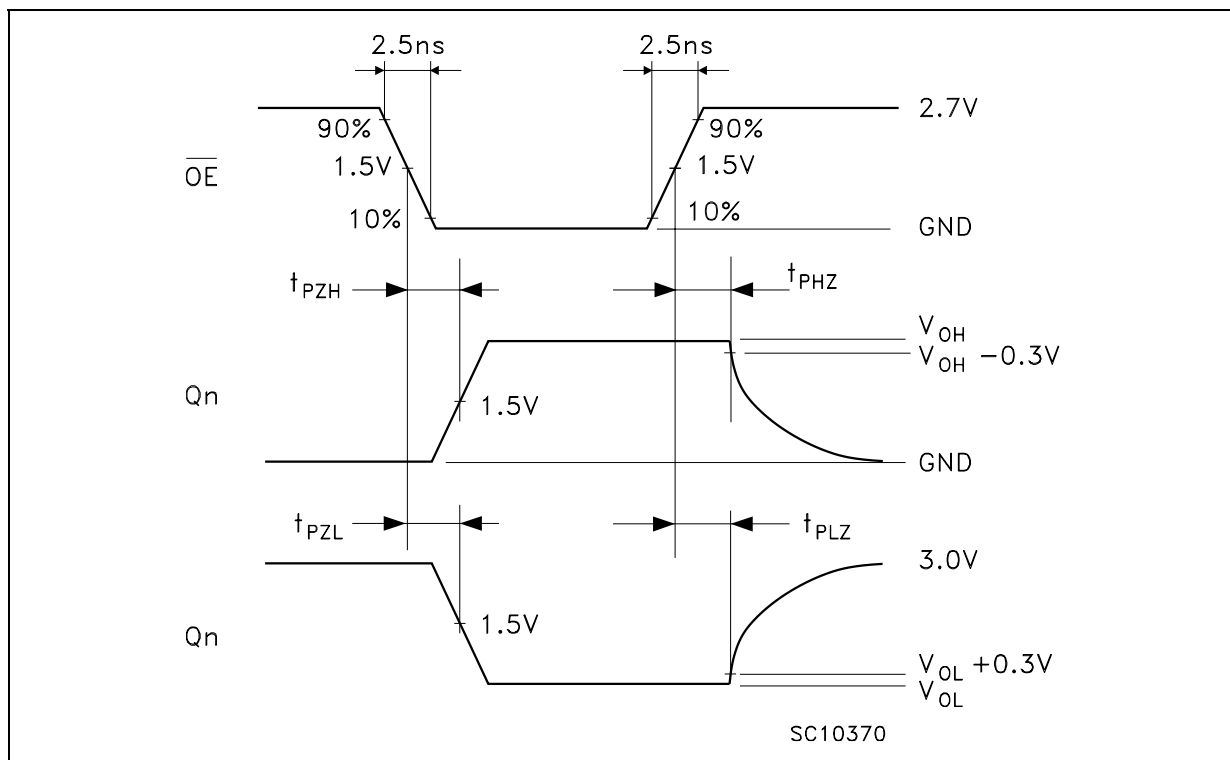 2.5ns 2.5ns
2.7V
90% 90%
OE 1.5V 1.5V
10% 10%
GND
tPZH tPHZ
VOH
VOH −0.3V
Qn 1.5V
GND
tPZL tPLZ
3.0V
Qn 1.5V
VOL +0.3V
VOL
SC10370